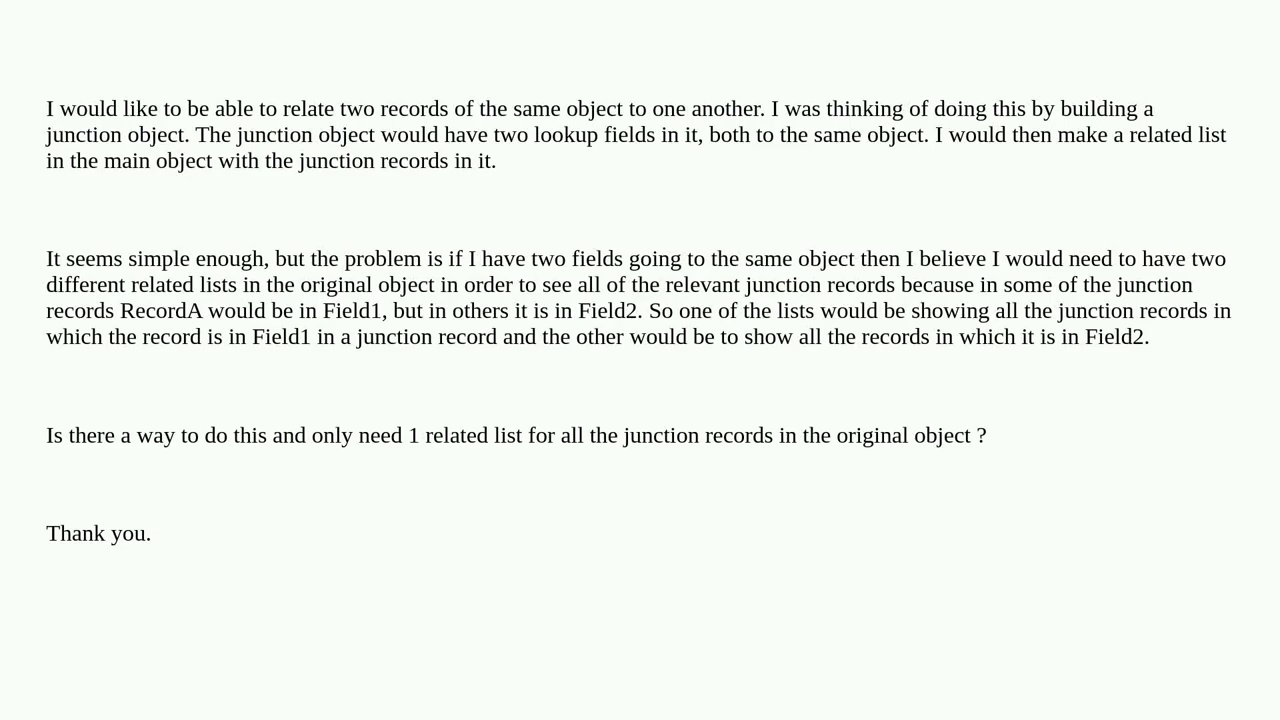 I would like to be able to relate two records of the same object to one another. I was thinking of doing this by building a
junction object. The junction object would have two lookup fields in it, both to the same object. I would then make a related list
in the main object with the junction records in it.
It seems simple enough, but the problem is if I have two fields going to the same object then I believe I would need to have two
different related lists in the original object in order to see all of the relevant junction records because in some of the junction
records RecordA would be in Field1, but in others it is in Field2. So one of the lists would be showing all the junction records in
which the record is in Field1 in a junction record and the other would be to show all the records in which it is in Field2.
Is there a way to do this and only need 1 related list for all the junction records in the original object ?
Thank you.